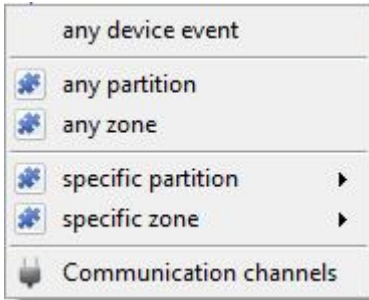 any device event
any partition
any zone
specific partition
specific zone
Communication channels